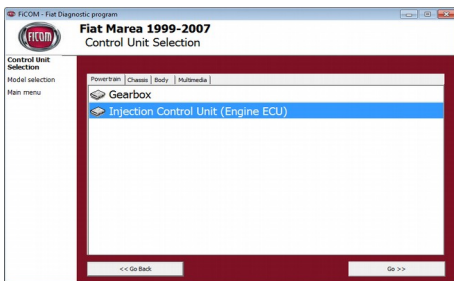 FiCOM - Fiat Diagnostic program
FICOM
Fiat Marea 1999-2007
Control Unit Selection
Control Unit
Selection
Model selection
Main menu
Powertrain Chassis Body Multimedia
Gearbox
Injection Control Unit (Engine ECU)
<< Go Back
Go >>